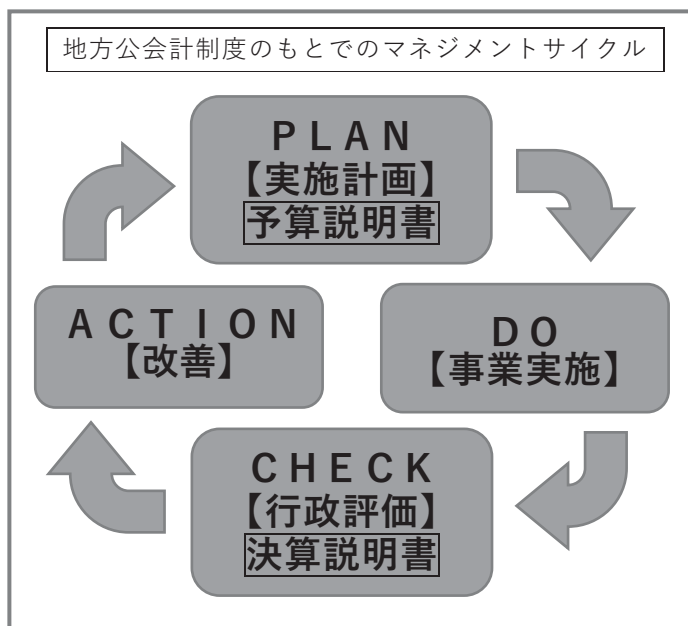 地方公会計制度のもとでのマネジメントサイクル
ＰＬＡＮ
【実施計画】
予算説明書
ＤＯ
【事業実施】
ＣＨＥＣＫ
【行政評価】
決算説明書
ＡＣＴＩＯＮ
【改善】